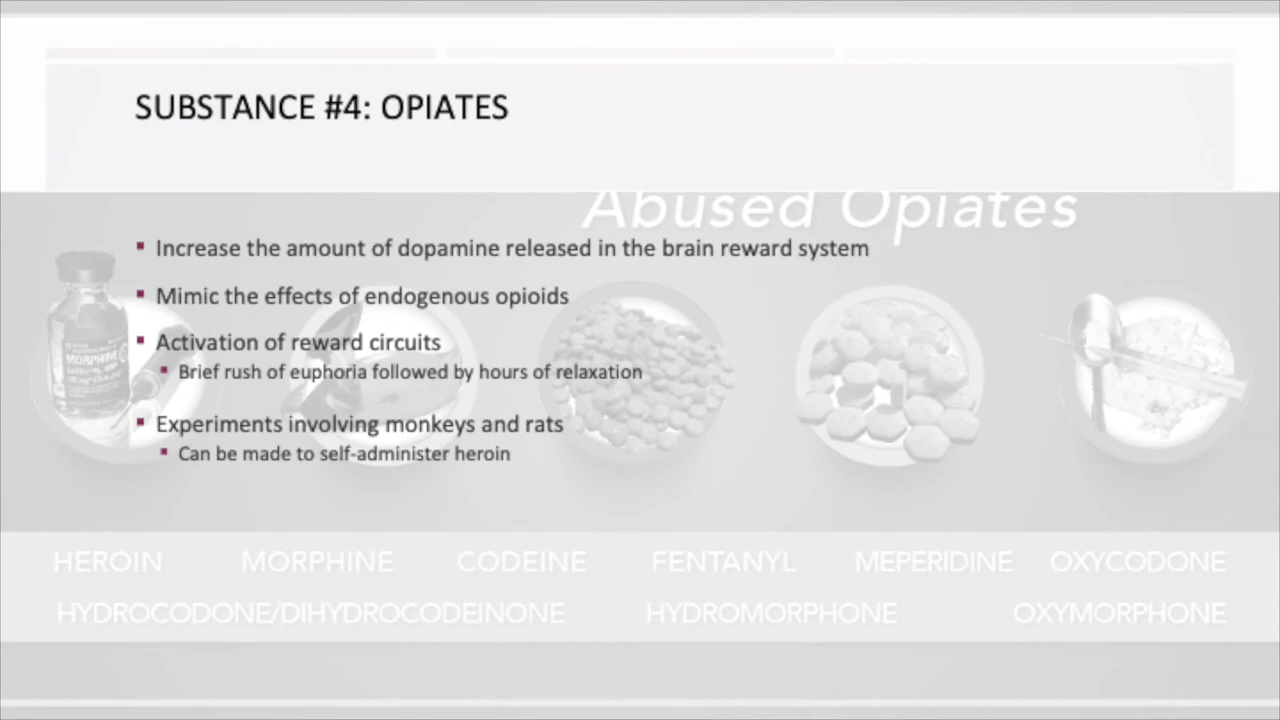 SUBSTANCE #4: OPIATES
Abused Opiates
▪ Increase the amount of dopamine released in the brain reward system
▪ Mimic the effects of endogenous opioids
▪ Activation of reward circuits
▪ Brief rush of euphoria followed by hours of relaxation
▪ Experiments involving monkeys and rats
▪ Can be made to self-administer heroin
MORPHINE
HEROIN MORPHINE CODEINE FENTANYL MEPERIDINE OXYCODONE
HYDROCODONE/DIHYDROCODEINONE HYDROMORPHONE OXYMORPHONE